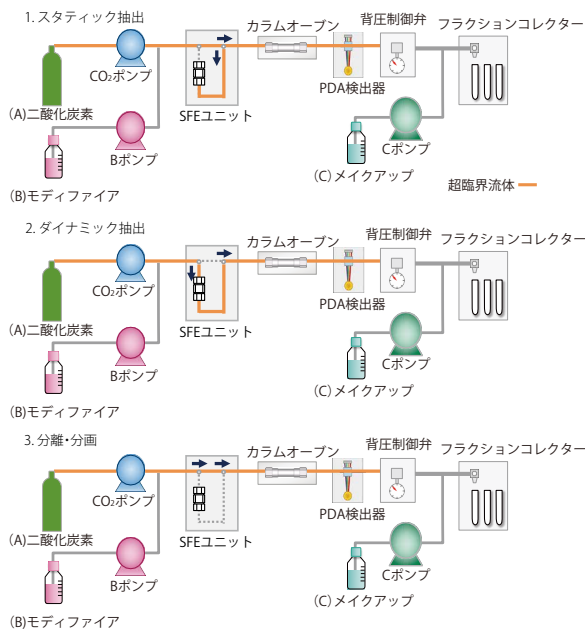 1. スタティック抽出
フラクションコレクター
カラムオーブン
背圧制御弁
CO₂ポンプ
PDA検出器
(A)二酸化炭素
SFEユニット
Bポンプ
Cポンプ
(B)モディファイア
(C)メイクアップ
超臨界流体
2. ダイナミック抽出
カラムオーブン
背圧制御弁
フラクションコレクター
CO₂ポンプ
PDA検出器
(A)二酸化炭素
SFEユニット
Bポンプ
Cポンプ
(C)メイクアップ
(B)モディファイア
3. 分離・分画
カラムオーブン
背圧制御弁
フラクションコレクター
CO₂ポンプ
PDA検出器
(A)二酸化炭素
SFEユニット
Bポンプ
Cポンプ
(C)メイクアップ
(B)モディファイア